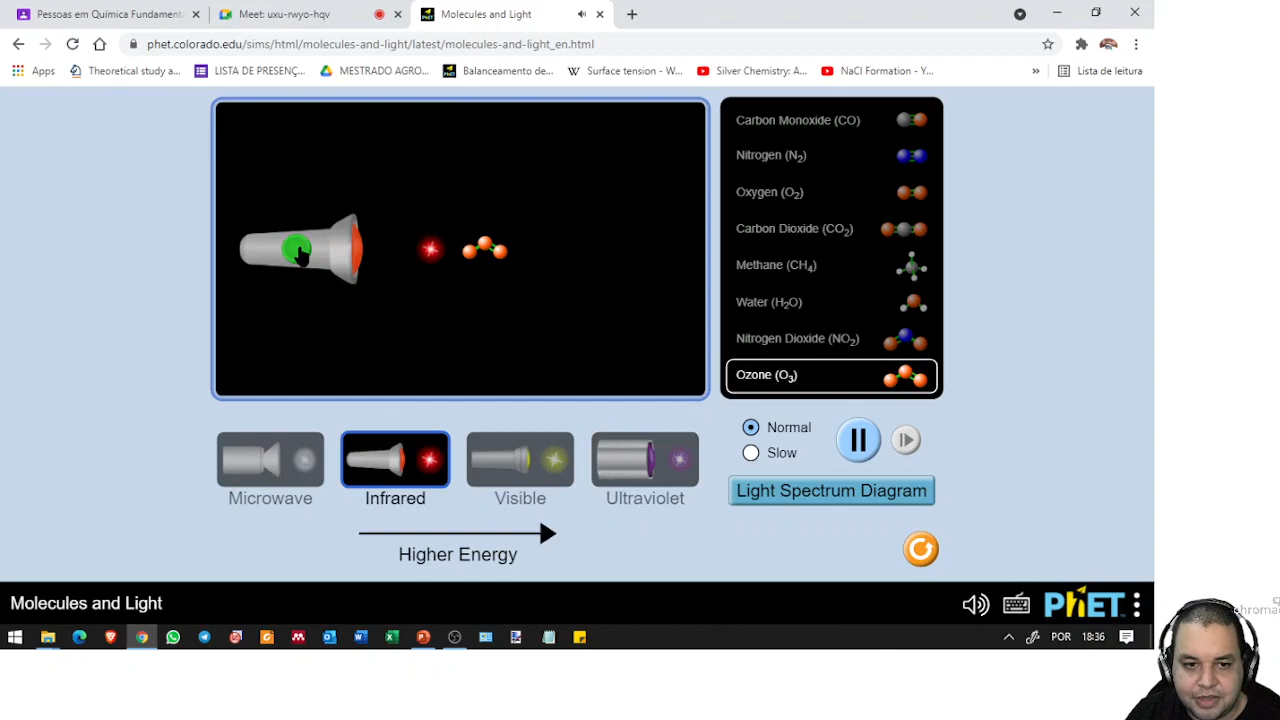 Pessoas em Química Fundament
Meet: uxu-rwyo-hqv
Molecules and Light
phet.colorado.edu/sims/html/molecules-and-light/latest/molecules-and-light_en.html
Apps
Theoretical study a...
LISTA DE PRESENÇ...
MESTRADO AGRO...
Balanceamento de...
Surface tension - W...
Silver Chemistry: A...
NaCl Formation - Y...
»
Lista de leitura
Carbon Monoxide (CO)
Nitrogen (N2)
Oxygen (O2)
Carbon Dioxide (CO2)
Methane (CH4)
Water (H2O)
Nitrogen Dioxide (NO2)
Ozone (O3)
Microwave
Infrared
Visible
Ultraviolet
Higher Energy
Normal
Slow
Light Spectrum Diagram
Molecules and Light
PhET
POR
18:36